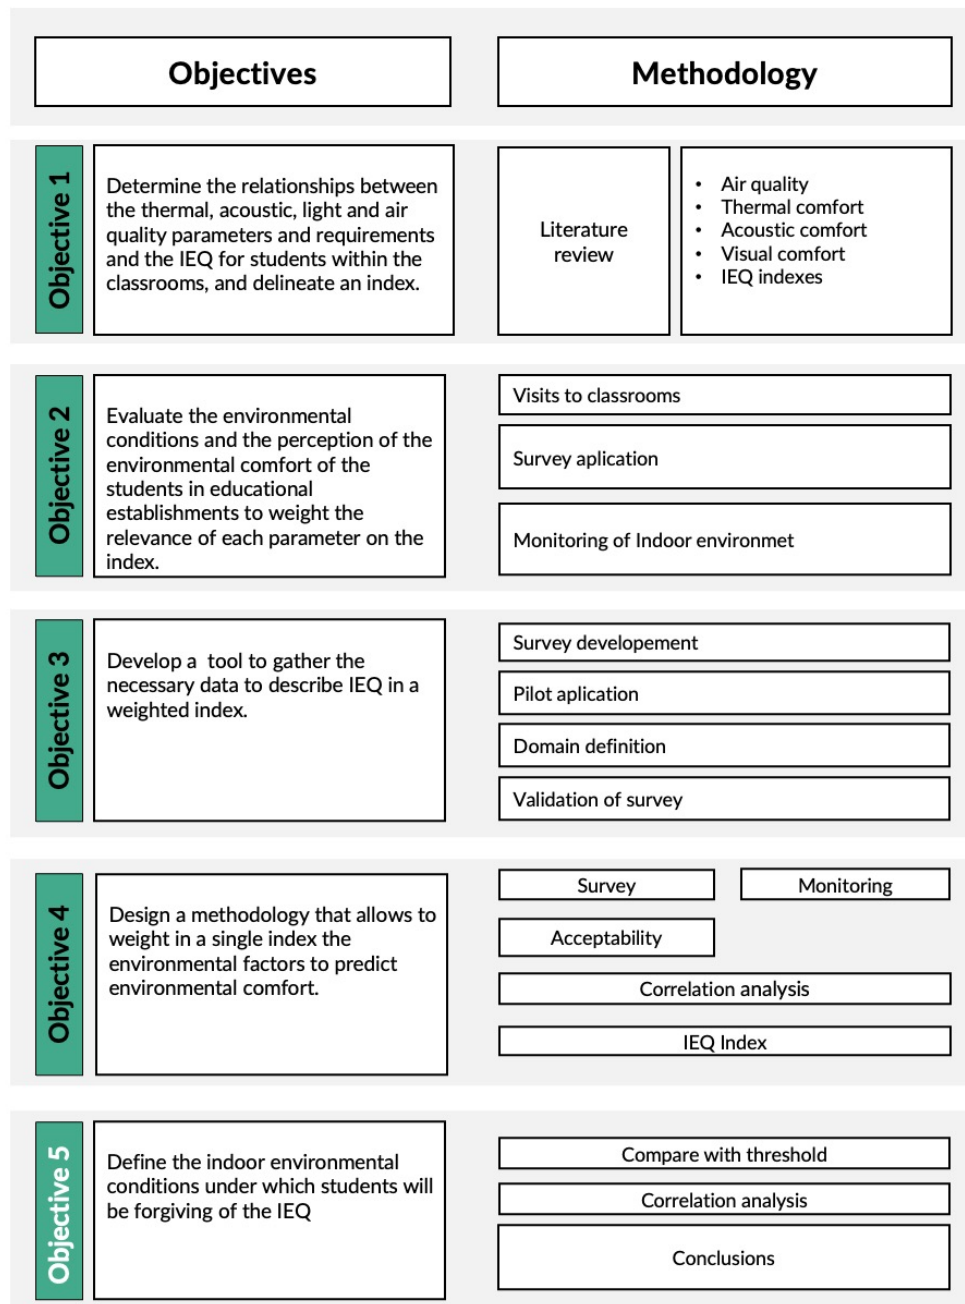 Objectives
Methodology
Objective 1
Determine the relationships between
the thermal, acoustic, light and air
quality parameters and requirements
and the IEQ for students within the
classrooms, and delineate an index.
Literature
review
• Air quality
• Thermal comfort
• Acoustic comfort
• Visual comfort
• IEQ indexes
Objective 2
Evaluate the environmental
conditions and the perception of the
environmental comfort of the
students in educational
establishments to weight the
relevance of each parameter on the
index.
Visits to classrooms
Survey aplication
Monitoring of Indoor environmet
Objective 3
Develop a  tool to gather the
necessary data to describe IEQ in a
weighted index.
Survey developement
Pilot aplication
Domain definition
Validation of survey
Objective 4
Design a methodology that allows to
weight in a single index the
environmental factors to predict
environmental comfort.
Survey
Monitoring
Acceptability
Correlation analysis
IEQ Index
Objective 5
Define the indoor environmental
conditions under which students will
be forgiving of the IEQ
Compare with threshold
Correlation analysis
Conclusions